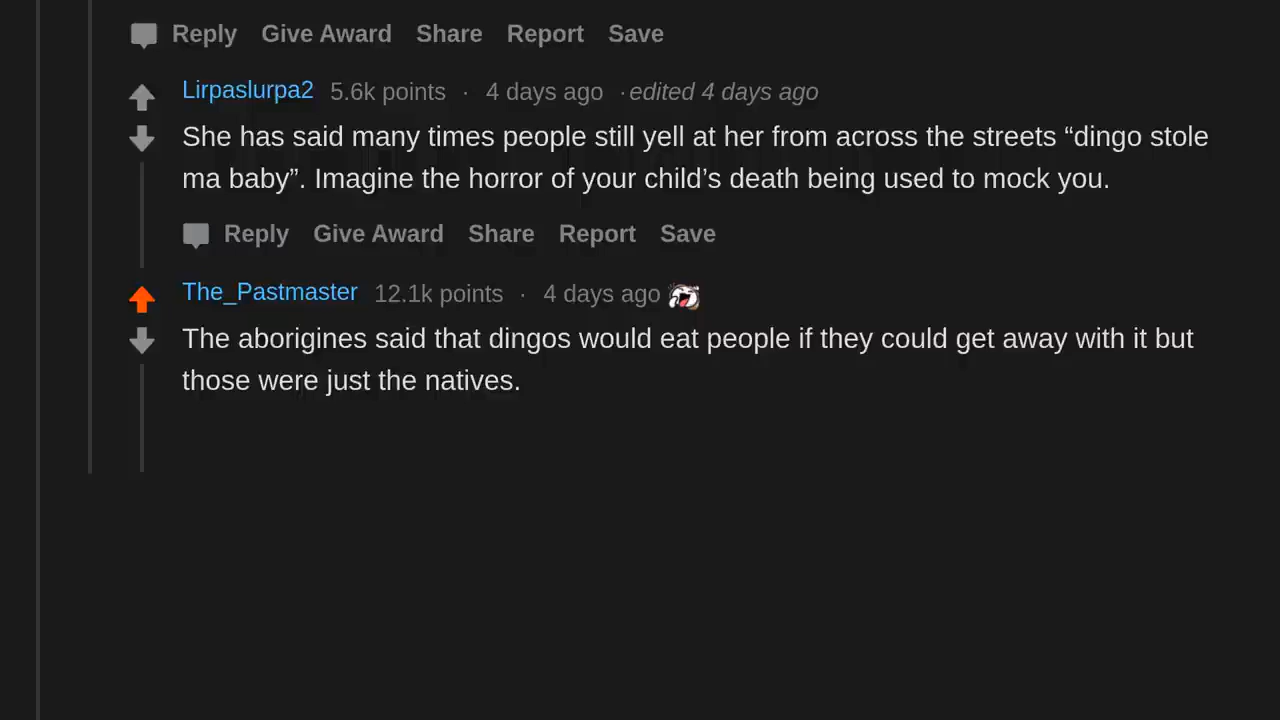 Reply Give Award Share Report Save
Lirpaslurpa2 5.6k points · 4 days ago · edited 4 days ago
She has said many times people still yell at her from across the streets “dingo stole
ma baby”. Imagine the horror of your child’s death being used to mock you.
Reply Give Award Share Report Save
The_Pastmaster 12.1k points · 4 days ago
The aborigines said that dingos would eat people if they could get away with it but
those were just the natives.